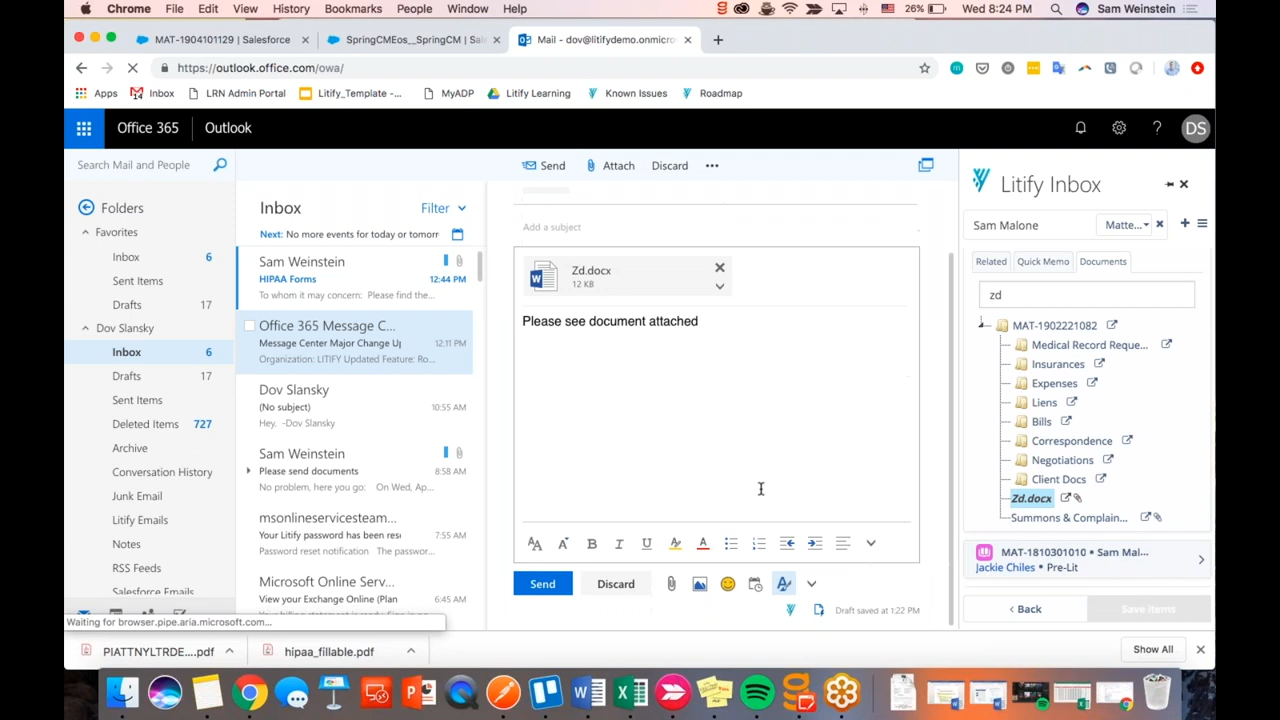 Chrome File Edit View History Bookmarks People Window Help 26% Wed 8:24 PM Sam Weinstein
MAT-1904101129 | Salesforce
SpringCMEos__SpringCM | Sal
Mail - dov@litifydemo.onmicro
https://outlook.office.com/owa/
Apps Inbox LRN Admin Portal Litify_Template -... MyADP Litify Learning Known Issues Roadmap
Office 365 Outlook DS
Search Mail and People
Folders
Favorites
Inbox 6
Sent Items
Drafts 17
Dov Slansky
Inbox 6
Drafts 17
Sent Items
Deleted Items 727
Archive
Conversation History
Junk Email
Litify Emails
Notes
RSS Feeds
Salesforce Emails
Waiting for browser.pipe.aria.microsoft.com...
Inbox Filter
Next: No more events for today or tomorr
Sam Weinstein
HIPAA Forms 12:44 PM
To whom it may concern: Please find the...
Office 365 Message C...
Message Center Major Change Up 12:11 PM
Organization: LITIFY Updated Feature: Ro...
Dov Slansky
(No subject) 10:55 AM
Hey. -Dov Slansky
Sam Weinstein
Please send documents 8:58 AM
No problem, here you go: On Wed, Ap...
msonlineservicesteam...
Your Litify password has been rese 7:55 AM
Password reset notification The passwor...
Microsoft Online Serv...
View your Exchange Online (Plan 6:45 AM
Send Attach Discard
Add a subject
Zd.docx
12 KB
Please see document attached
Send Discard
Draft saved at 1:22 PM
Litify Inbox
Sam Malone Matte...
Related Quick Memo Documents
zd
MAT-1902221082
Medical Record Reque...
Insurances
Expenses
Liens
Bills
Correspondence
Negotiations
Client Docs
Zd.docx
Summons & Complain...
MAT-1810301010 • Sam Mal...
Jackie Chiles • Pre-Lit
Back Save Items
PIATTNYLTRDE....pdf hipaa_fillable.pdf Show All